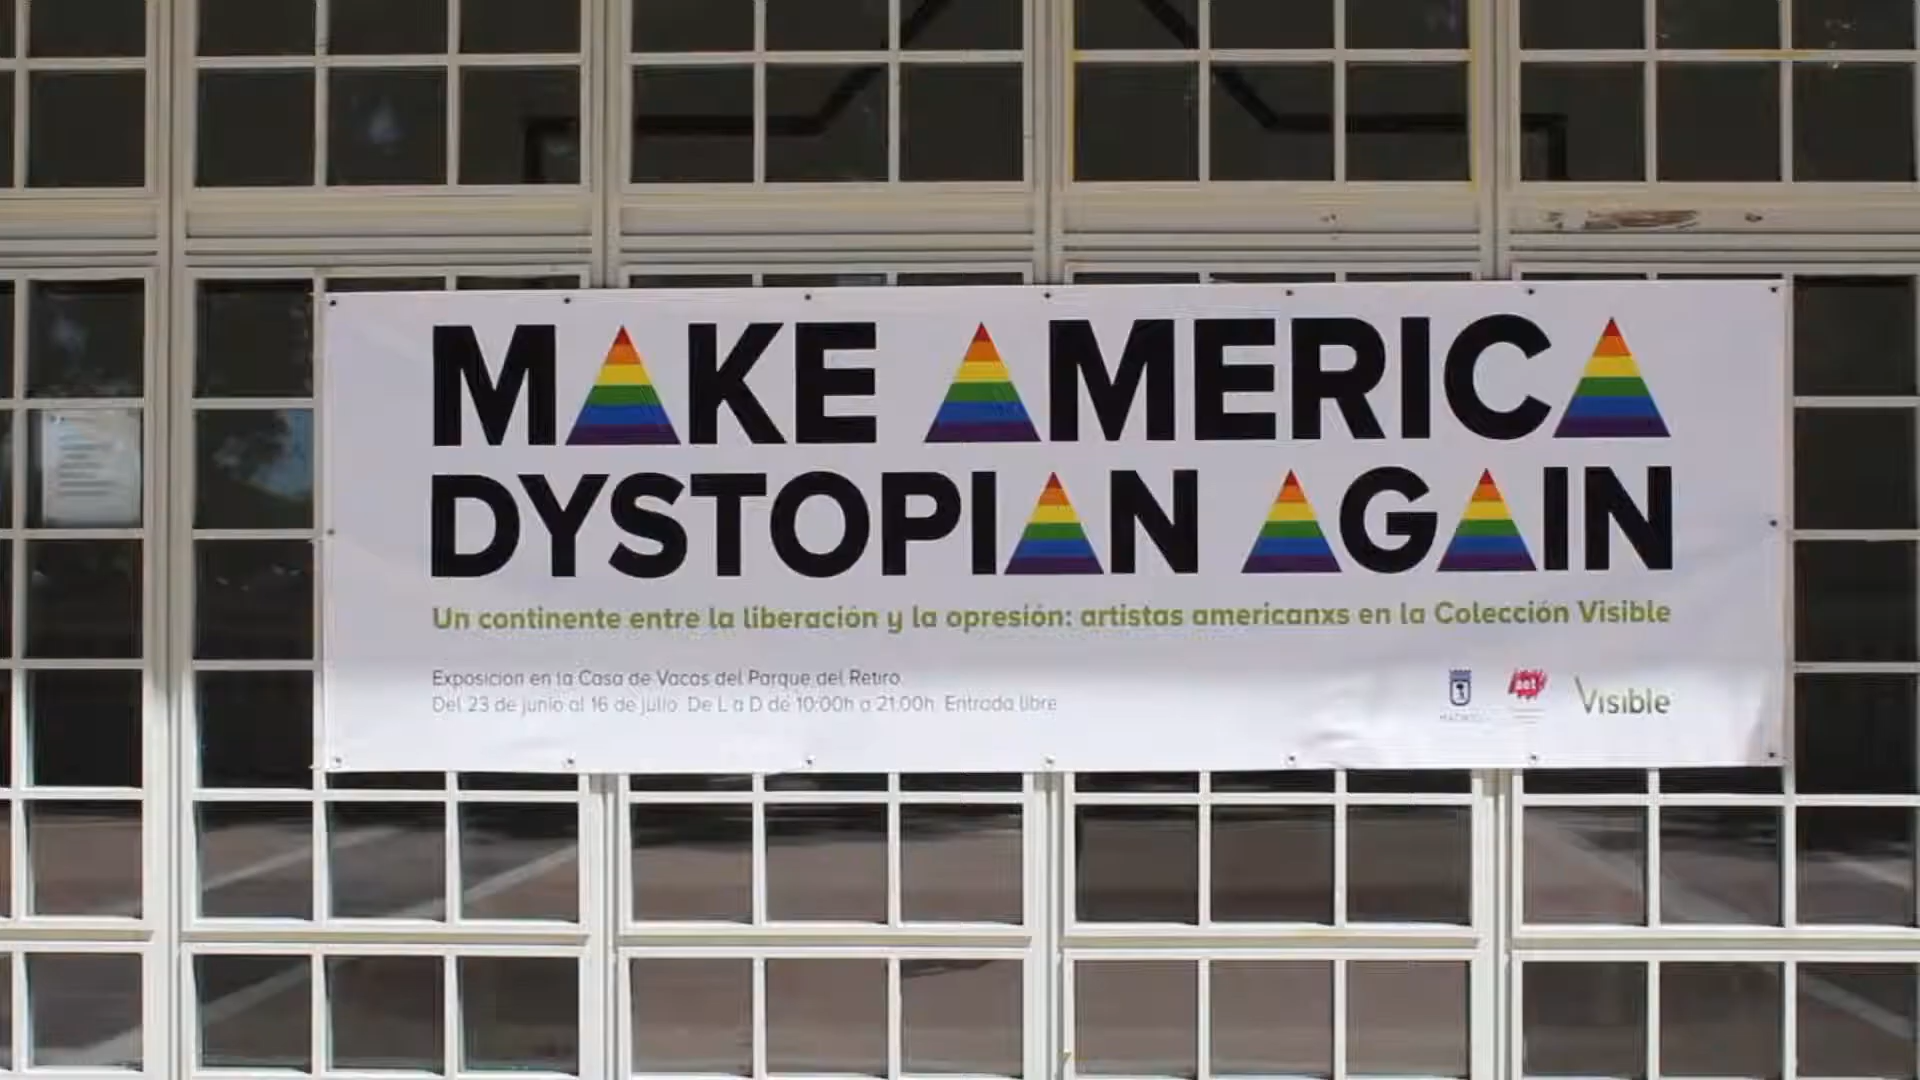 MAKE AMERICA
DYSTOPIAN AGAIN
Un continente entre la liberación y la opresión: artistas americanxs en la Colección Visible
Exposición en la Casa de Vacas del Parque del Retiro.
Del 23 de junio al 16 de julio. De L a D de 10:00h a 21:00h. Entrada libre
MADRID
Visible